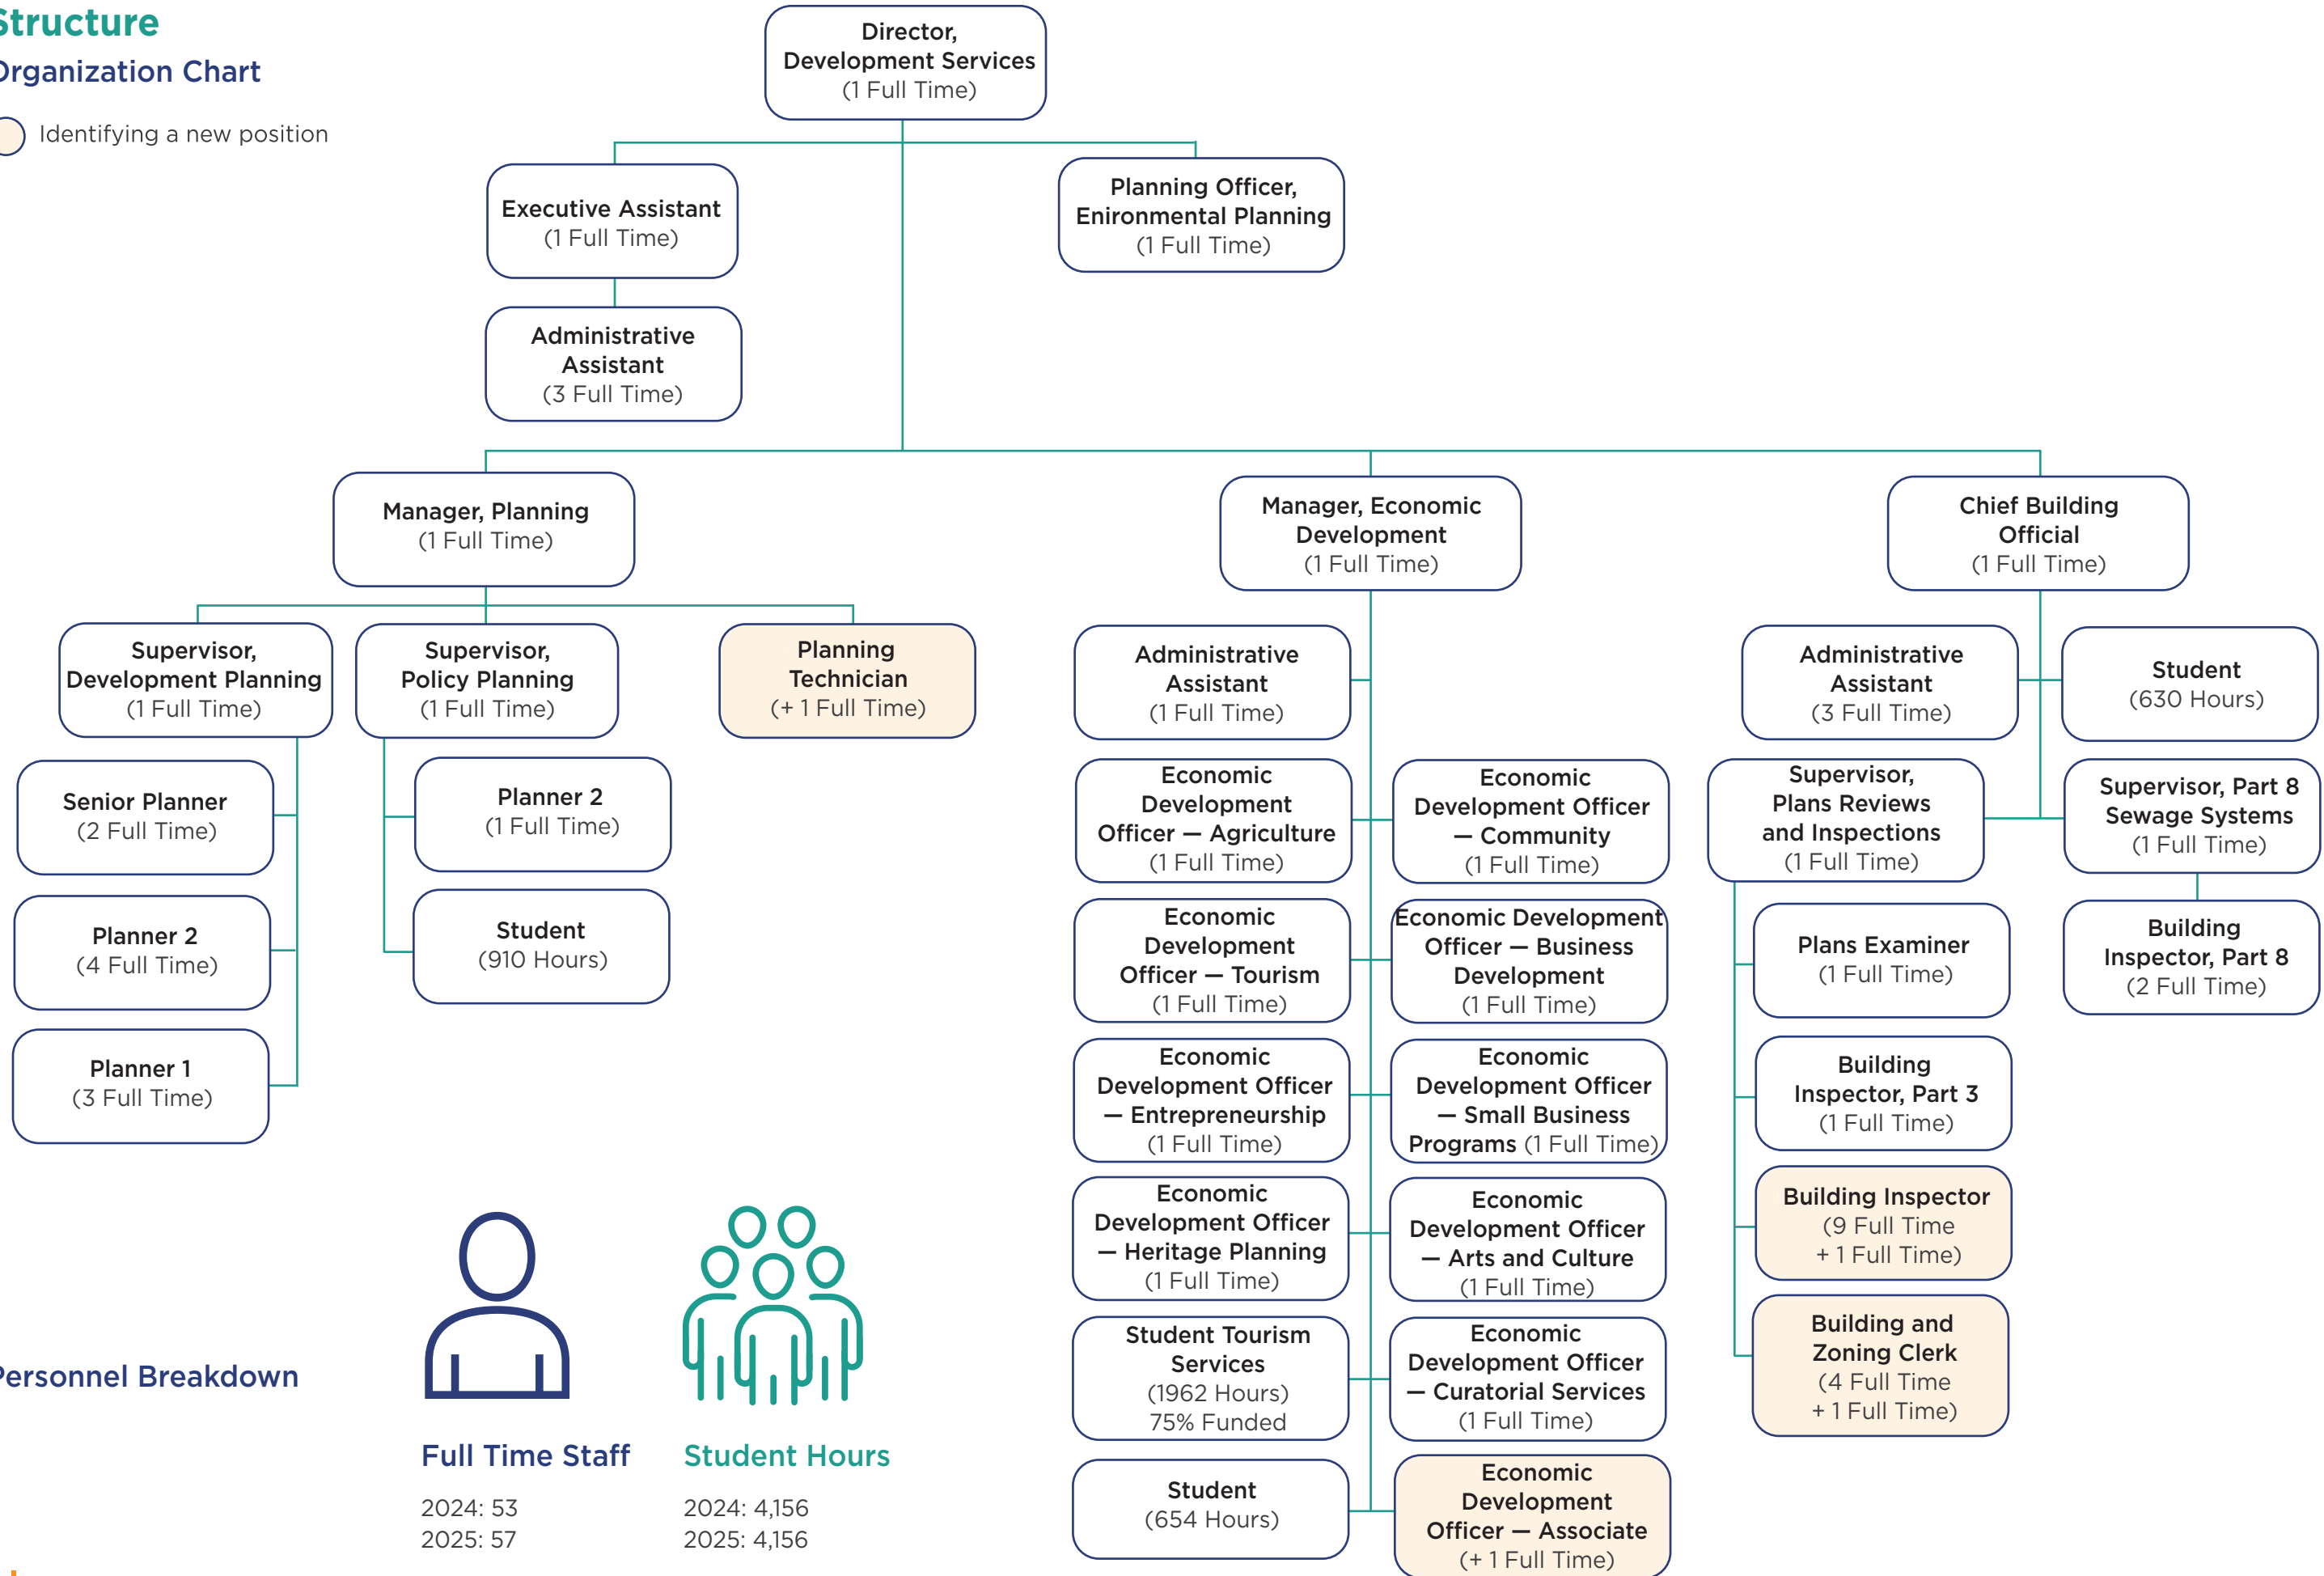 Structure
Organization Chart
Identifying a new position
Director,
Development Services
(1 Full Time)
Executive Assistant
(1 Full Time)
Planning Officer,
Enironmental Planning
(1 Full Time)
Administrative
Assistant
(3 Full Time)
Manager, Planning
(1 Full Time)
Manager, Economic
Development
(1 Full Time)
Chief Building
Official
(1 Full Time)
Supervisor,
Development Planning
(1 Full Time)
Supervisor,
Policy Planning
(1 Full Time)
Planning
Technician
(+ 1 Full Time)
Senior Planner
(2 Full Time)
Planner 2
(4 Full Time)
Planner 1
(3 Full Time)
Planner 2
(1 Full Time)
Student
(910 Hours)
Administrative
Assistant
(1 Full Time)
Economic
Development
Officer — Agriculture
(1 Full Time)
Economic
Development Officer
— Community
(1 Full Time)
Economic
Development
Officer — Tourism
(1 Full Time)
Economic Development
Officer — Business
Development
(1 Full Time)
Economic
Development Officer
— Entrepreneurship
(1 Full Time)
Economic
Development Officer
— Small Business
Programs (1 Full Time)
Economic
Development Officer
— Heritage Planning
(1 Full Time)
Economic
Development Officer
— Arts and Culture
(1 Full Time)
Student Tourism
Services
(1962 Hours)
75% Funded
Economic
Development Officer
— Curatorial Services
(1 Full Time)
Student
(654 Hours)
Economic
Development
Officer — Associate
(+ 1 Full Time)
Administrative
Assistant
(3 Full Time)
Student
(630 Hours)
Supervisor,
Plans Reviews
and Inspections
(1 Full Time)
Supervisor, Part 8
Sewage Systems
(1 Full Time)
Plans Examiner
(1 Full Time)
Building
Inspector, Part 8
(2 Full Time)
Building
Inspector, Part 3
(1 Full Time)
Building Inspector
(9 Full Time
+ 1 Full Time)
Building and
Zoning Clerk
(4 Full Time
+ 1 Full Time)
Personnel Breakdown
Full Time Staff
2024: 53
2025: 57
Student Hours
2024: 4,156
2025: 4,156